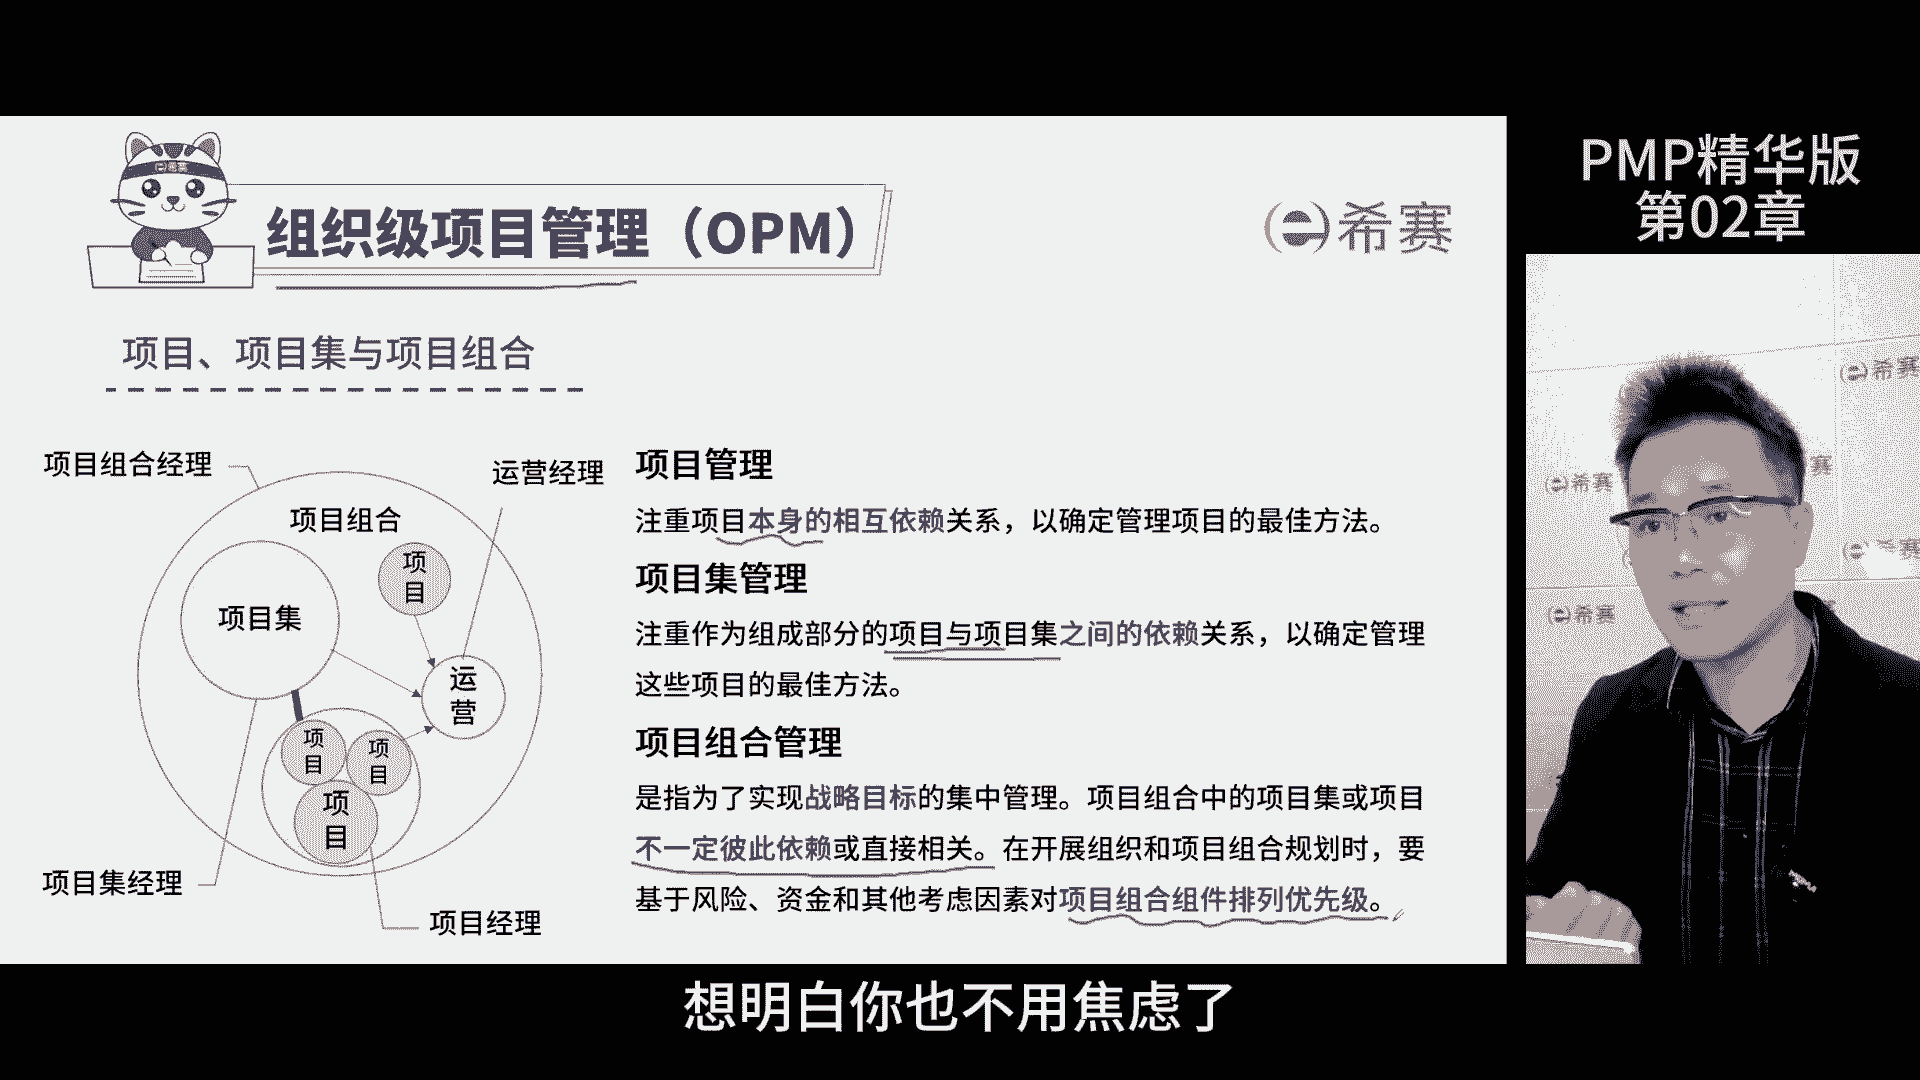 PMP精华版
第02章
组织级项目管理（OPM）
希赛
项目、项目集与项目组合
项目组合经理
运营经理
项目组合
项目
项目集
运营
项目
项目
项目
项目集经理
项目经理
项目管理
注重项目本身的相互依赖关系，以确定管理项目的最佳方法。
项目集管理
注重作为组成部分的项目与项目集之间的依赖关系，以确定管理
这些项目的最佳方法。
项目组合管理
是指为了实现战略目标的集中管理。项目组合中的项目集或项目
不一定彼此依赖或直接相关。在开展组织和项目组合规划时，要
基于风险、资金和其他考虑因素对项目组合组件排列优先级。
希赛
希赛
赛
希赛
希赛
想明白你也不用焦虑了